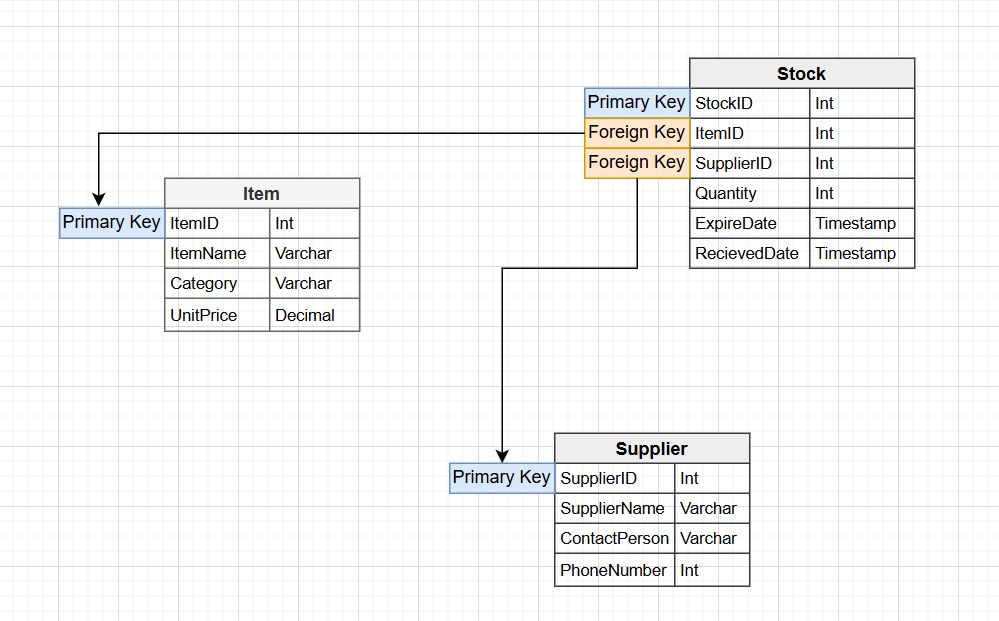 Stock
Primary Key StockID Int
Foreign Key ItemID Int
Foreign Key SupplierID Int
Quantity Int
ExpireDate Timestamp
RecievedDate Timestamp
Item
Primary Key ItemID Int
ItemName Varchar
Category Varchar
UnitPrice Decimal
Supplier
Primary Key SupplierID Int
SupplierName Varchar
ContactPerson Varchar
PhoneNumber Int